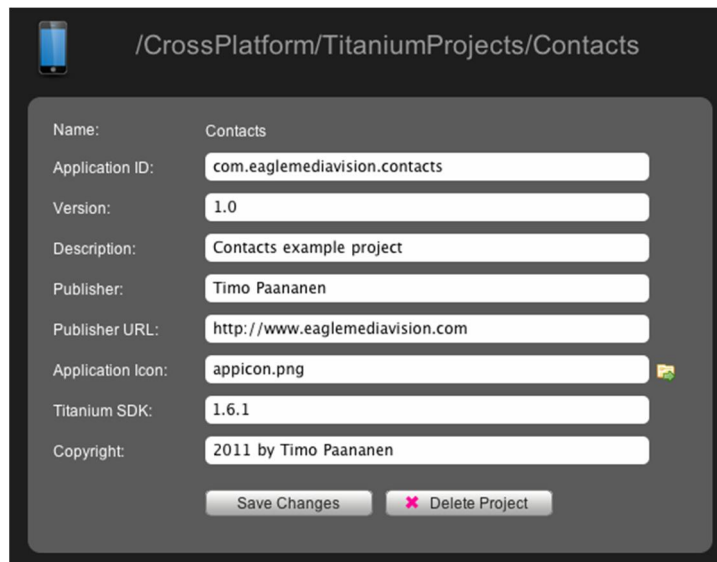 /CrossPlatform/TitaniumProjects/Contacts
Name: Contacts
Application ID: com.eaglemediavision.contacts
Version: 1.0
Description: Contacts example project
Publisher: Timo Paananen
Publisher URL: http://www.eaglemediavision.com
Application Icon: appicon.png
Titanium SDK: 1.6.1
Copyright: 2011 by Timo Paananen
Save Changes Delete Project